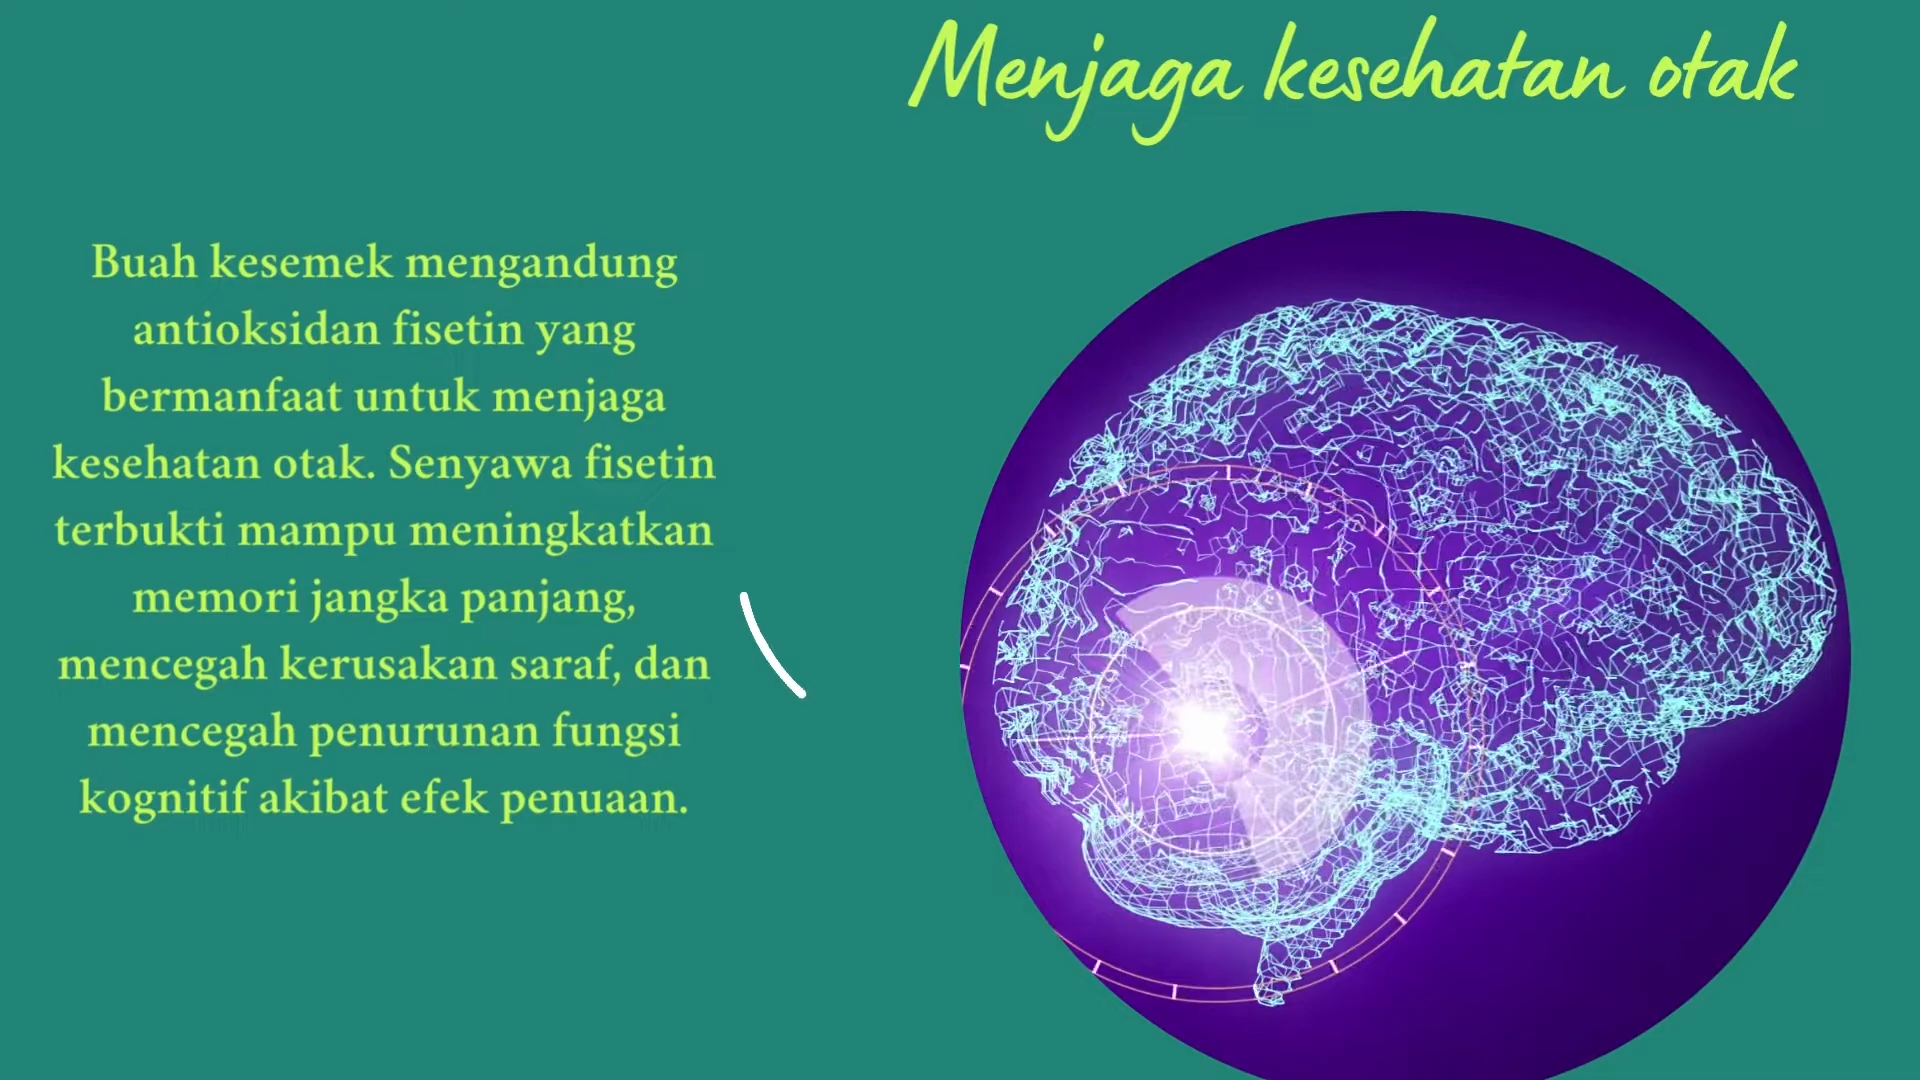 Menjaga kesehatan otak
Buah kesemek mengandung
antioksidan fisetin yang
bermanfaat untuk menjaga
kesehatan otak. Senyawa fisetin
terbukti mampu meningkatkan
memori jangka panjang,
mencegah kerusakan saraf, dan
mencegah penurunan fungsi
kognitif akibat efek penuaan.